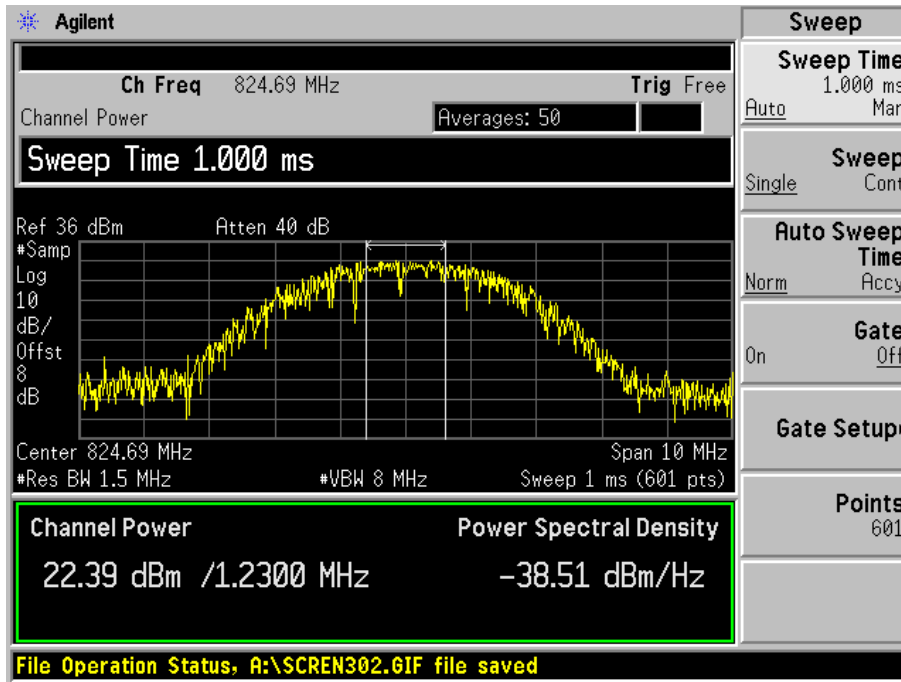 Agilent
Sweep
Ch Freq 824.69 MHz Trig Free
Channel Power
Averages: 50
Sweep Time 1.000 ms
Ref 36 dBm Atten 40 dB
#Samp
Log
10
dB/
Offst
8
dB
Center 824.69 MHz Span 10 MHz
#Res BW 1.5 MHz #VBW 8 MHz Sweep 1 ms (601 pts)
Channel Power Power Spectral Density
22.39 dBm /1.2300 MHz -38.51 dBm/Hz
File Operation Status, A:\SCREN302.GIF file saved
Sweep Time
1.000 ms
Auto Man
Sweep
Single Cont
Auto Sweep
Time
Norm Accy
Gate
On Off
Gate Setup
Points
601